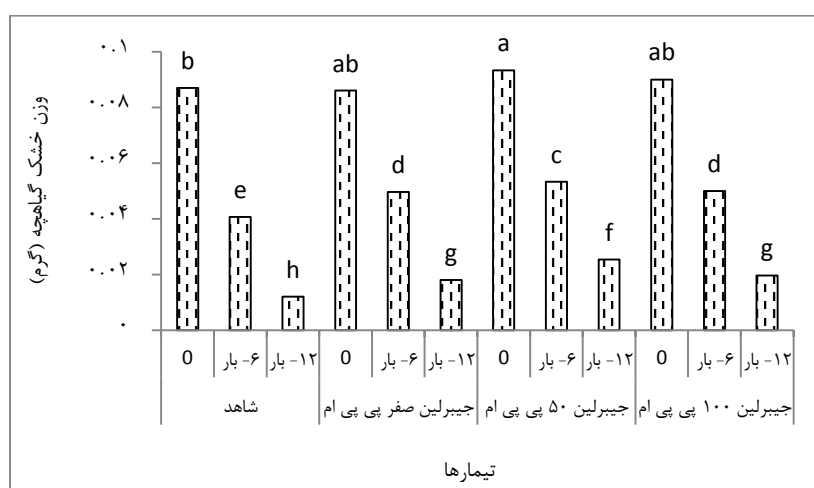 وزن خشک گیاهچه (گرم)
۰.۱
۰.۰۸
۰.۰۶
۰.۰۴
۰.۰۲
۰
b e h ab d g a c f ab d g
0 ۶- بار ۱۲- بار 0 ۶- بار ۱۲- بار 0 ۶- بار ۱۲- بار 0 ۶- بار ۱۲- بار
شاهد جیبرلین صفر پی پی ام جیبرلین ۵۰ پی پی ام جیبرلین ۱۰۰ پی پی ام
تیمارها